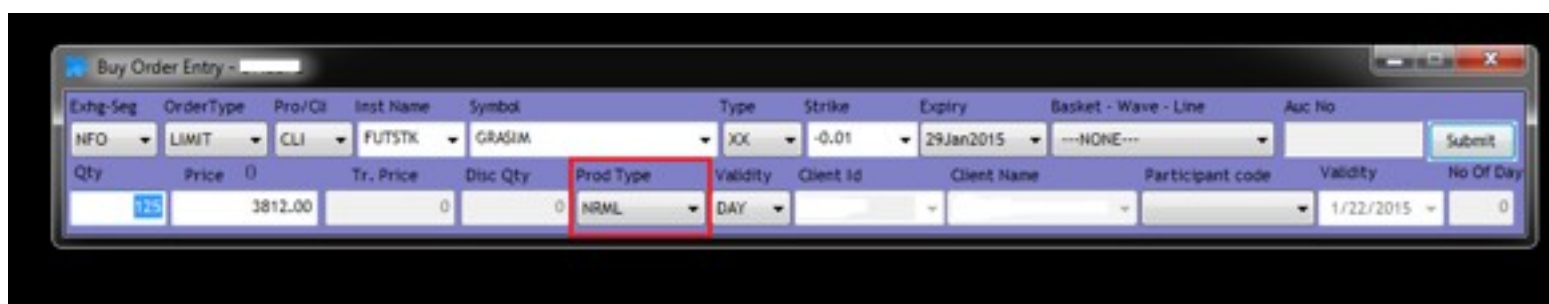 Buy Order Entry -
Exhg-Seg OrderType Pro/Cli Inst Name Symbol Type Strike Expiry Basket - Wave - Line Auc No
NFO LIMIT CLI FUTSTK GRASIM XX -0.01 29Jan2015 ---NONE--- Submit
Qty Price 0 Tr. Price Disc Qty Prod Type Validity Client Id Client Name Participant code Validity No Of Day
125 3812.00 0 0 NRML DAY 1/22/2015 0